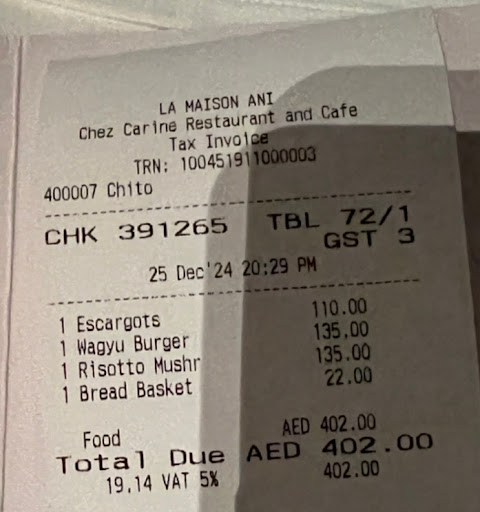 LA MAISON ANI
Chez Carine Restaurant and Cafe
Tax Invoice
TRN: 100451911000003
400007 Chito
CHK 391265 TBL 72/1
GST 3
25 Dec'24 20:29 PM
1 Escargots 110.00
1 Wagyu Burger 135.00
1 Risotto Mushr 135.00
1 Bread Basket 22.00
Food AED 402.00
Total Due AED 402.00
19.14 VAT 5% 402.00